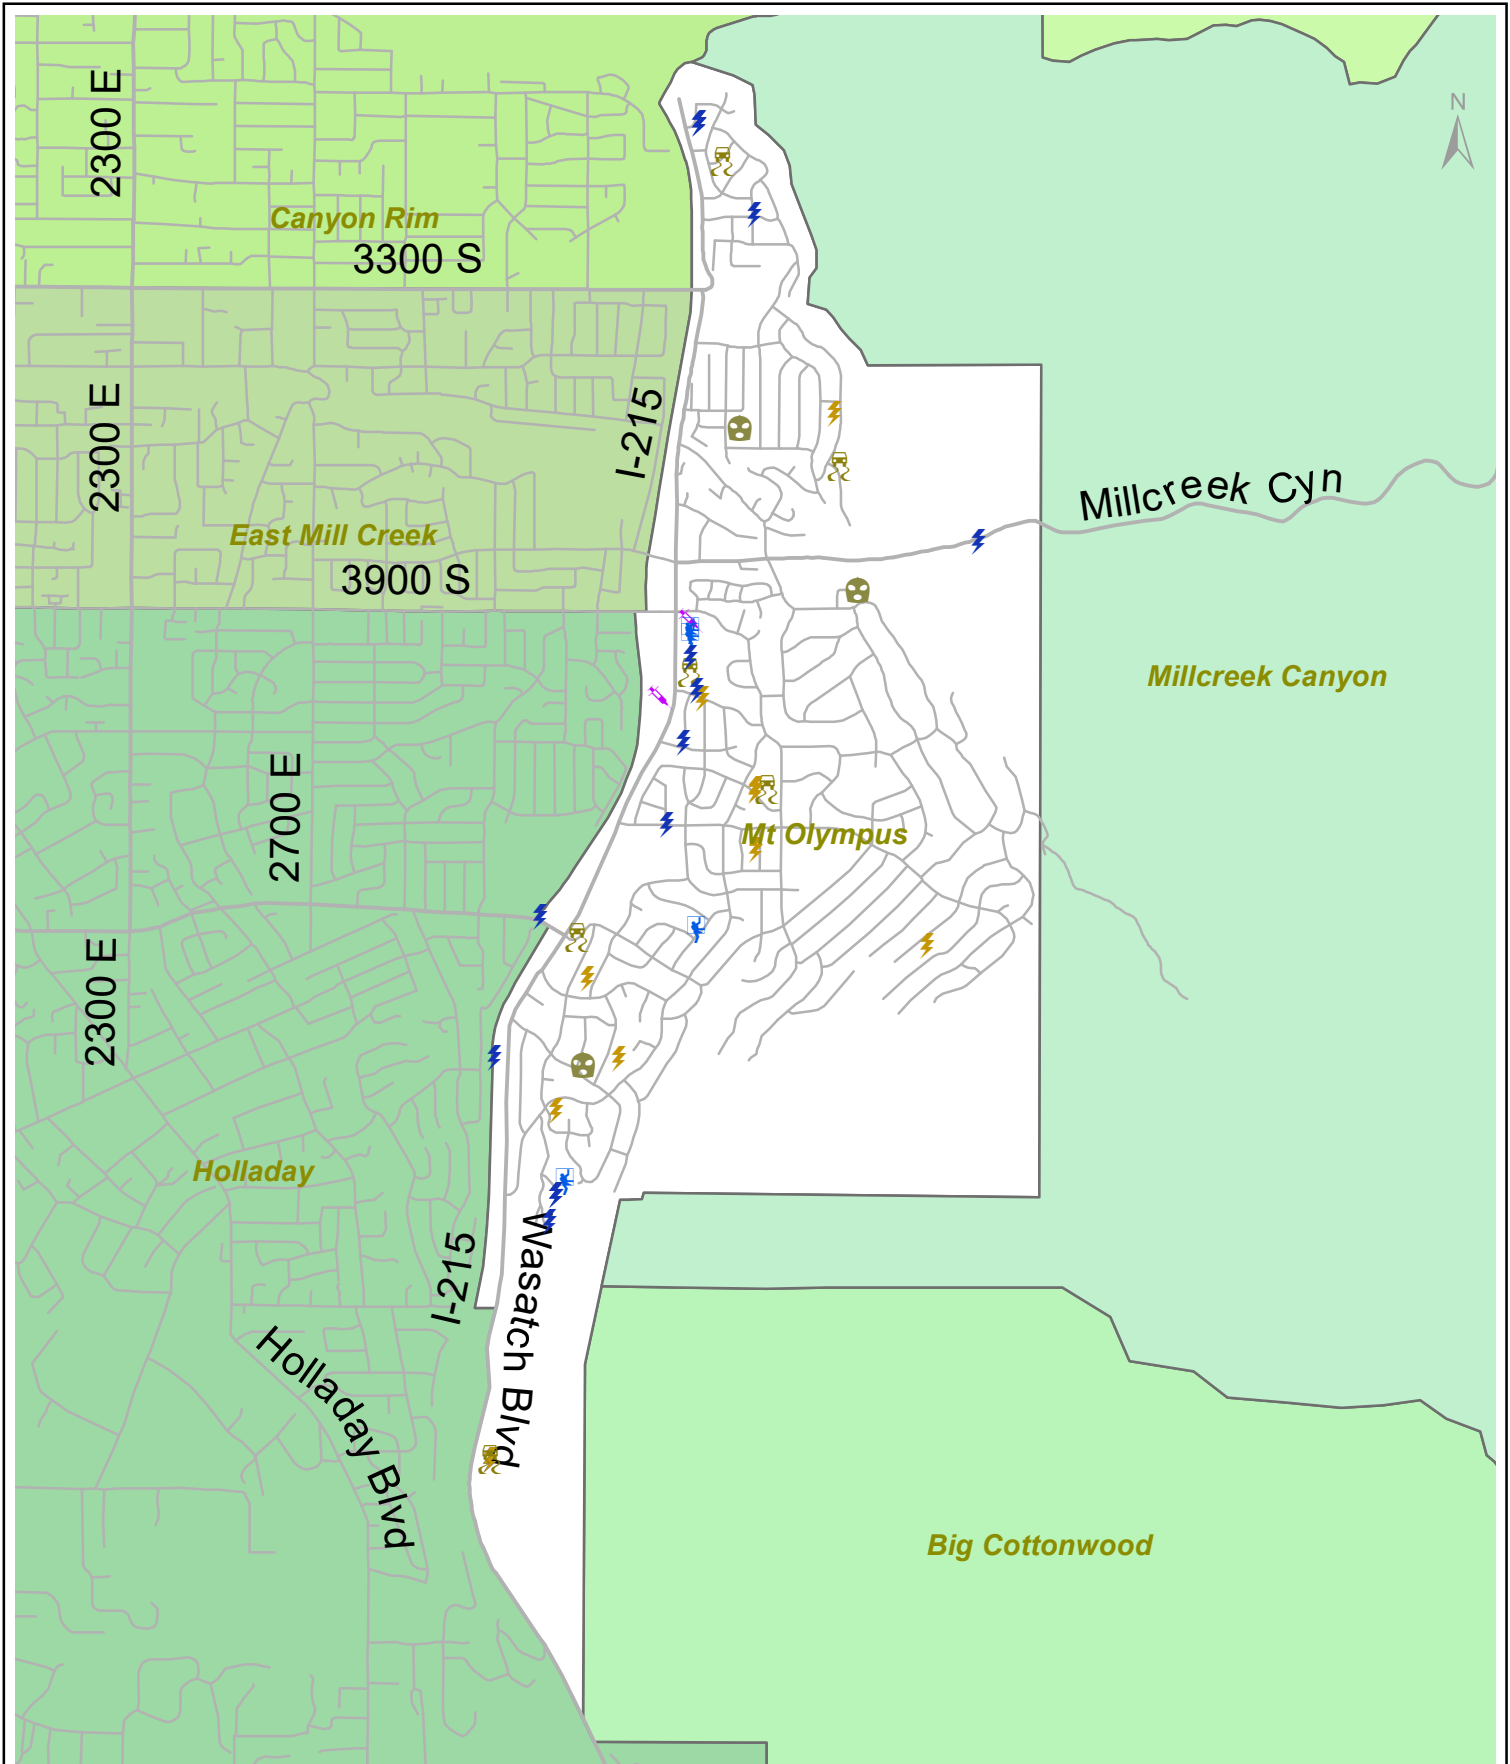 N
2300 E
Canyon Rim
3300 S
2300 E
I-215
Millcreek Cyn
East Mill Creek
3900 S
Millcreek Canyon
2700 E
Mt Olympus
2300 E
Holladay
I-215
Wasatch Blvd
Holladay Blvd
Big Cottonwood